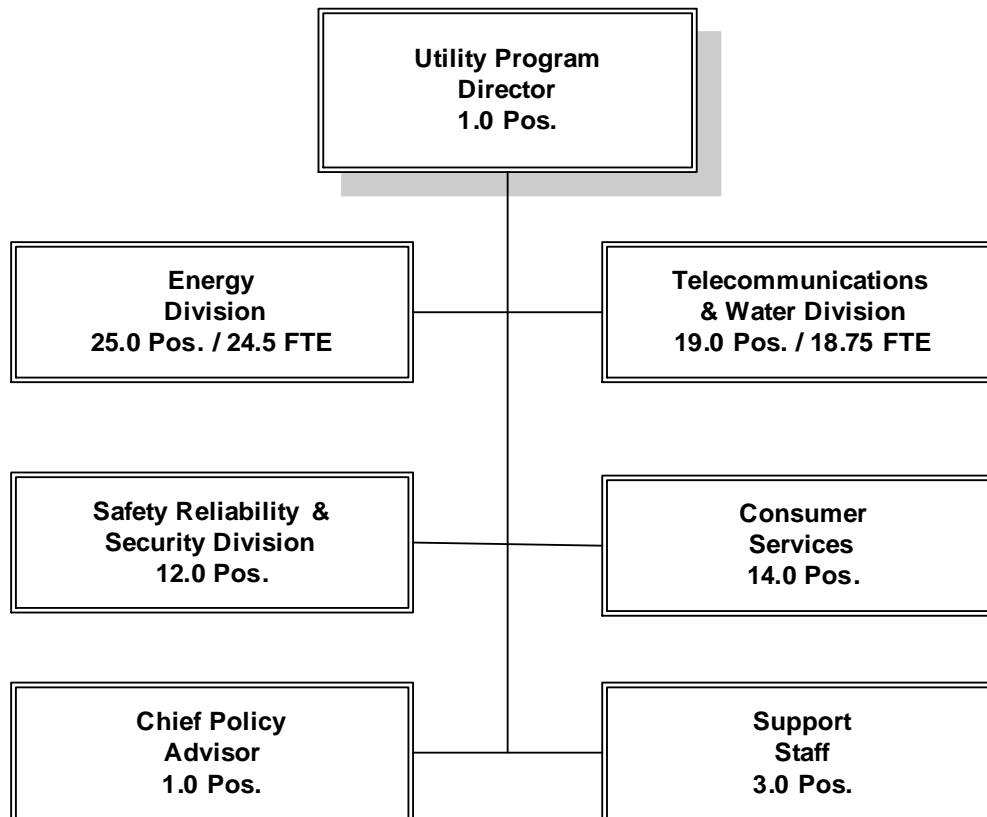 Utility Program
Director
1.0 Pos.
Energy
Division
25.0 Pos. / 24.5 FTE
Telecommunications
& Water Division
19.0 Pos. / 18.75 FTE
Safety Reliability &
Security Division
12.0 Pos.
Consumer
Services
14.0 Pos.
Chief Policy
Advisor
1.0 Pos.
Support
Staff
3.0 Pos.